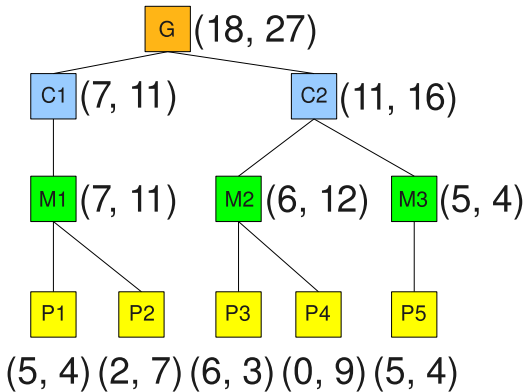 G (18, 27)
C1 (7, 11) C2 (11, 16)
M1 (7, 11) M2 (6, 12) M3 (5, 4)
P1 P2 P3 P4 P5
(5, 4) (2, 7) (6, 3) (0, 9) (5, 4)